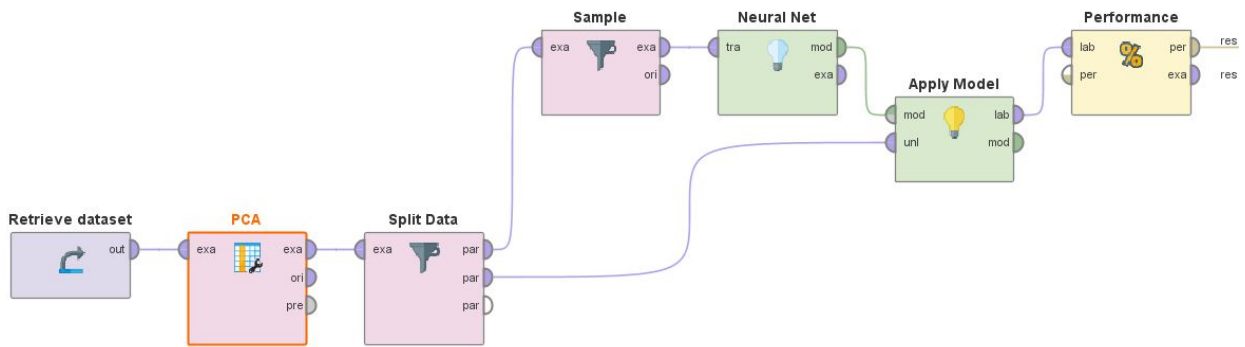 Sample
exa exa
ori
Neural Net
tra mod
exa
Performance
lab per
per exa
res
res
Apply Model
mod lab
unl mod
Retrieve dataset
out
PCA
exa exa
ori
pre
Split Data
exa par
par
par
%